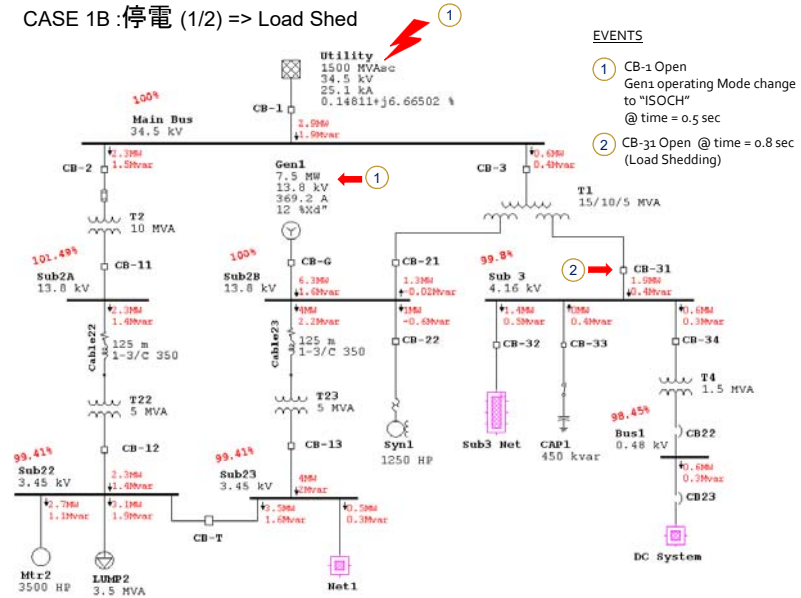 CASE 1B :停電 (1/2) => Load Shed
1
EVENTS
1 CB-1 Open
Gen1 operating Mode change
to "ISOCH"
@ time = 0.5 sec
2 CB-31 Open @ time = 0.8 sec
(Load Shedding)
Utility
1500 MVAsc
34.5 kV
25.1 kA
0.14811+j6.66502 %
CB-1
2.9MW
1.9Mvar
100%
Main Bus
34.5 kV
2.3MW
1.5Mvar
CB-2
T2
10 MVA
101.49%
CB-11
Sub2A
13.8 kV
2.3MW
1.4Mvar
Cable22
125 m
1-3/C 350
T22
5 MVA
CB-12
99.41%
Sub22
3.45 kV
2.3MW
1.4Mvar
2.7MW
1.1Mvar
3.1MW
1.9Mvar
Mtr2
3500 HP
LUMP2
3.5 MVA
CB-T
Gen1
7.5 MW
13.8 kV
369.2 A
12 %Xd"
1
CB-G
100%
Sub2B
13.8 kV
6.3MW
1.6Mvar
4MW
2.2Mvar
Cable23
125 m
1-3/C 350
T23
5 MVA
CB-13
99.41%
Sub23
3.45 kV
4MW
2Mvar
3.5MW
1.6Mvar
0.5MW
0.3Mvar
Net1
CB-3
0.6MW
0.4Mvar
T1
15/10/5 MVA
CB-21
1.3MW
-0.02Mvar
1MW
-0.6Mvar
CB-22
Syn1
1250 HP
99.8%
Sub 3
4.16 kV
2
CB-31
1.9MW
0.4Mvar
1.4MW
0.5Mvar
CB-32
Sub3 Net
0MW
0.4Mvar
CB-33
CAP1
450 kvar
0.6MW
0.3Mvar
CB-34
T4
1.5 MVA
98.45%
Bus1
0.48 kV
CB22
0.6MW
0.3Mvar
CB23
DC System